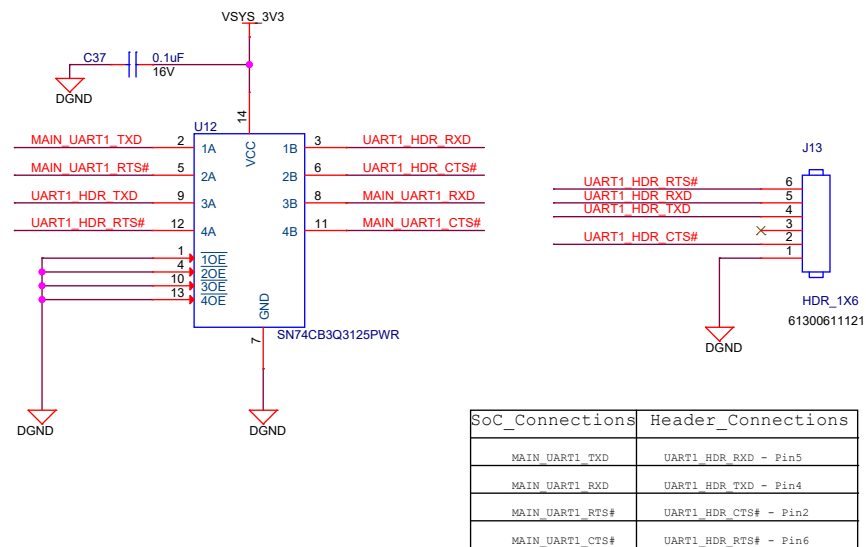 VSYS_3V3
C37 0.1uF
16V
DGND
U12
14
VCC
MAIN_UART1_TXD 2 1A 1B 3 UART1_HDR_RXD
MAIN_UART1_RTS# 5 2A 2B 6 UART1_HDR_CTS#
UART1_HDR_TXD 9 3A 3B 8 MAIN_UART1_RXD
UART1_HDR_RTS# 12 4A 4B 11 MAIN_UART1_CTS#
1 1OE
4 2OE
10 3OE
13 4OE
GND
7
SN74CB3Q3125PWR
DGND
DGND
J13
UART1_HDR_RTS# 6
UART1_HDR_RXD 5
UART1_HDR_TXD 4
3
UART1_HDR_CTS# 2
1
HDR_1X6
61300611121
DGND
SoC_Connections Header_Connections
MAIN_UART1_TXD UART1_HDR_RXD - Pin5
MAIN_UART1_RXD UART1_HDR_TXD - Pin4
MAIN_UART1_RTS# UART1_HDR_CTS# - Pin2
MAIN_UART1_CTS# UART1_HDR_RTS# - Pin6